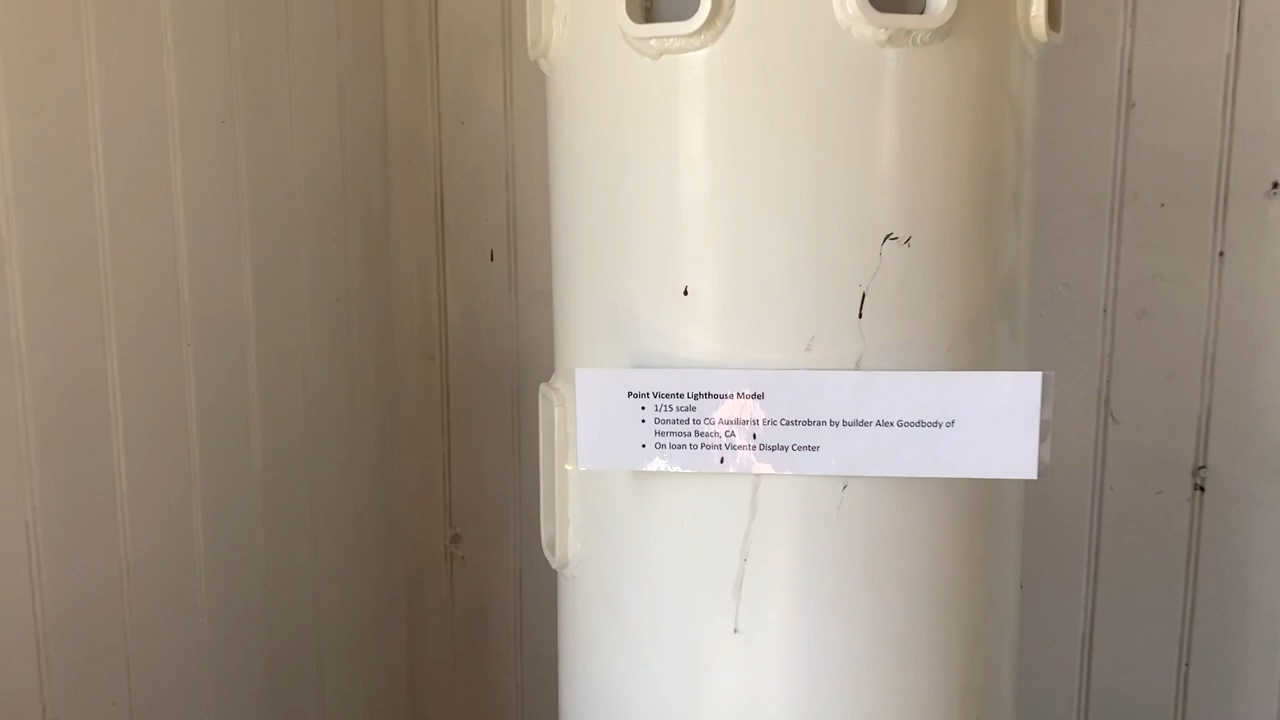 Point Vicente Lighthouse Model
• 1/15 scale
• Donated to CG Auxiliarist Eric Castrobran by builder Alex Goodbody of
Hermosa Beach, CA
• On loan to Point Vicente Display Center